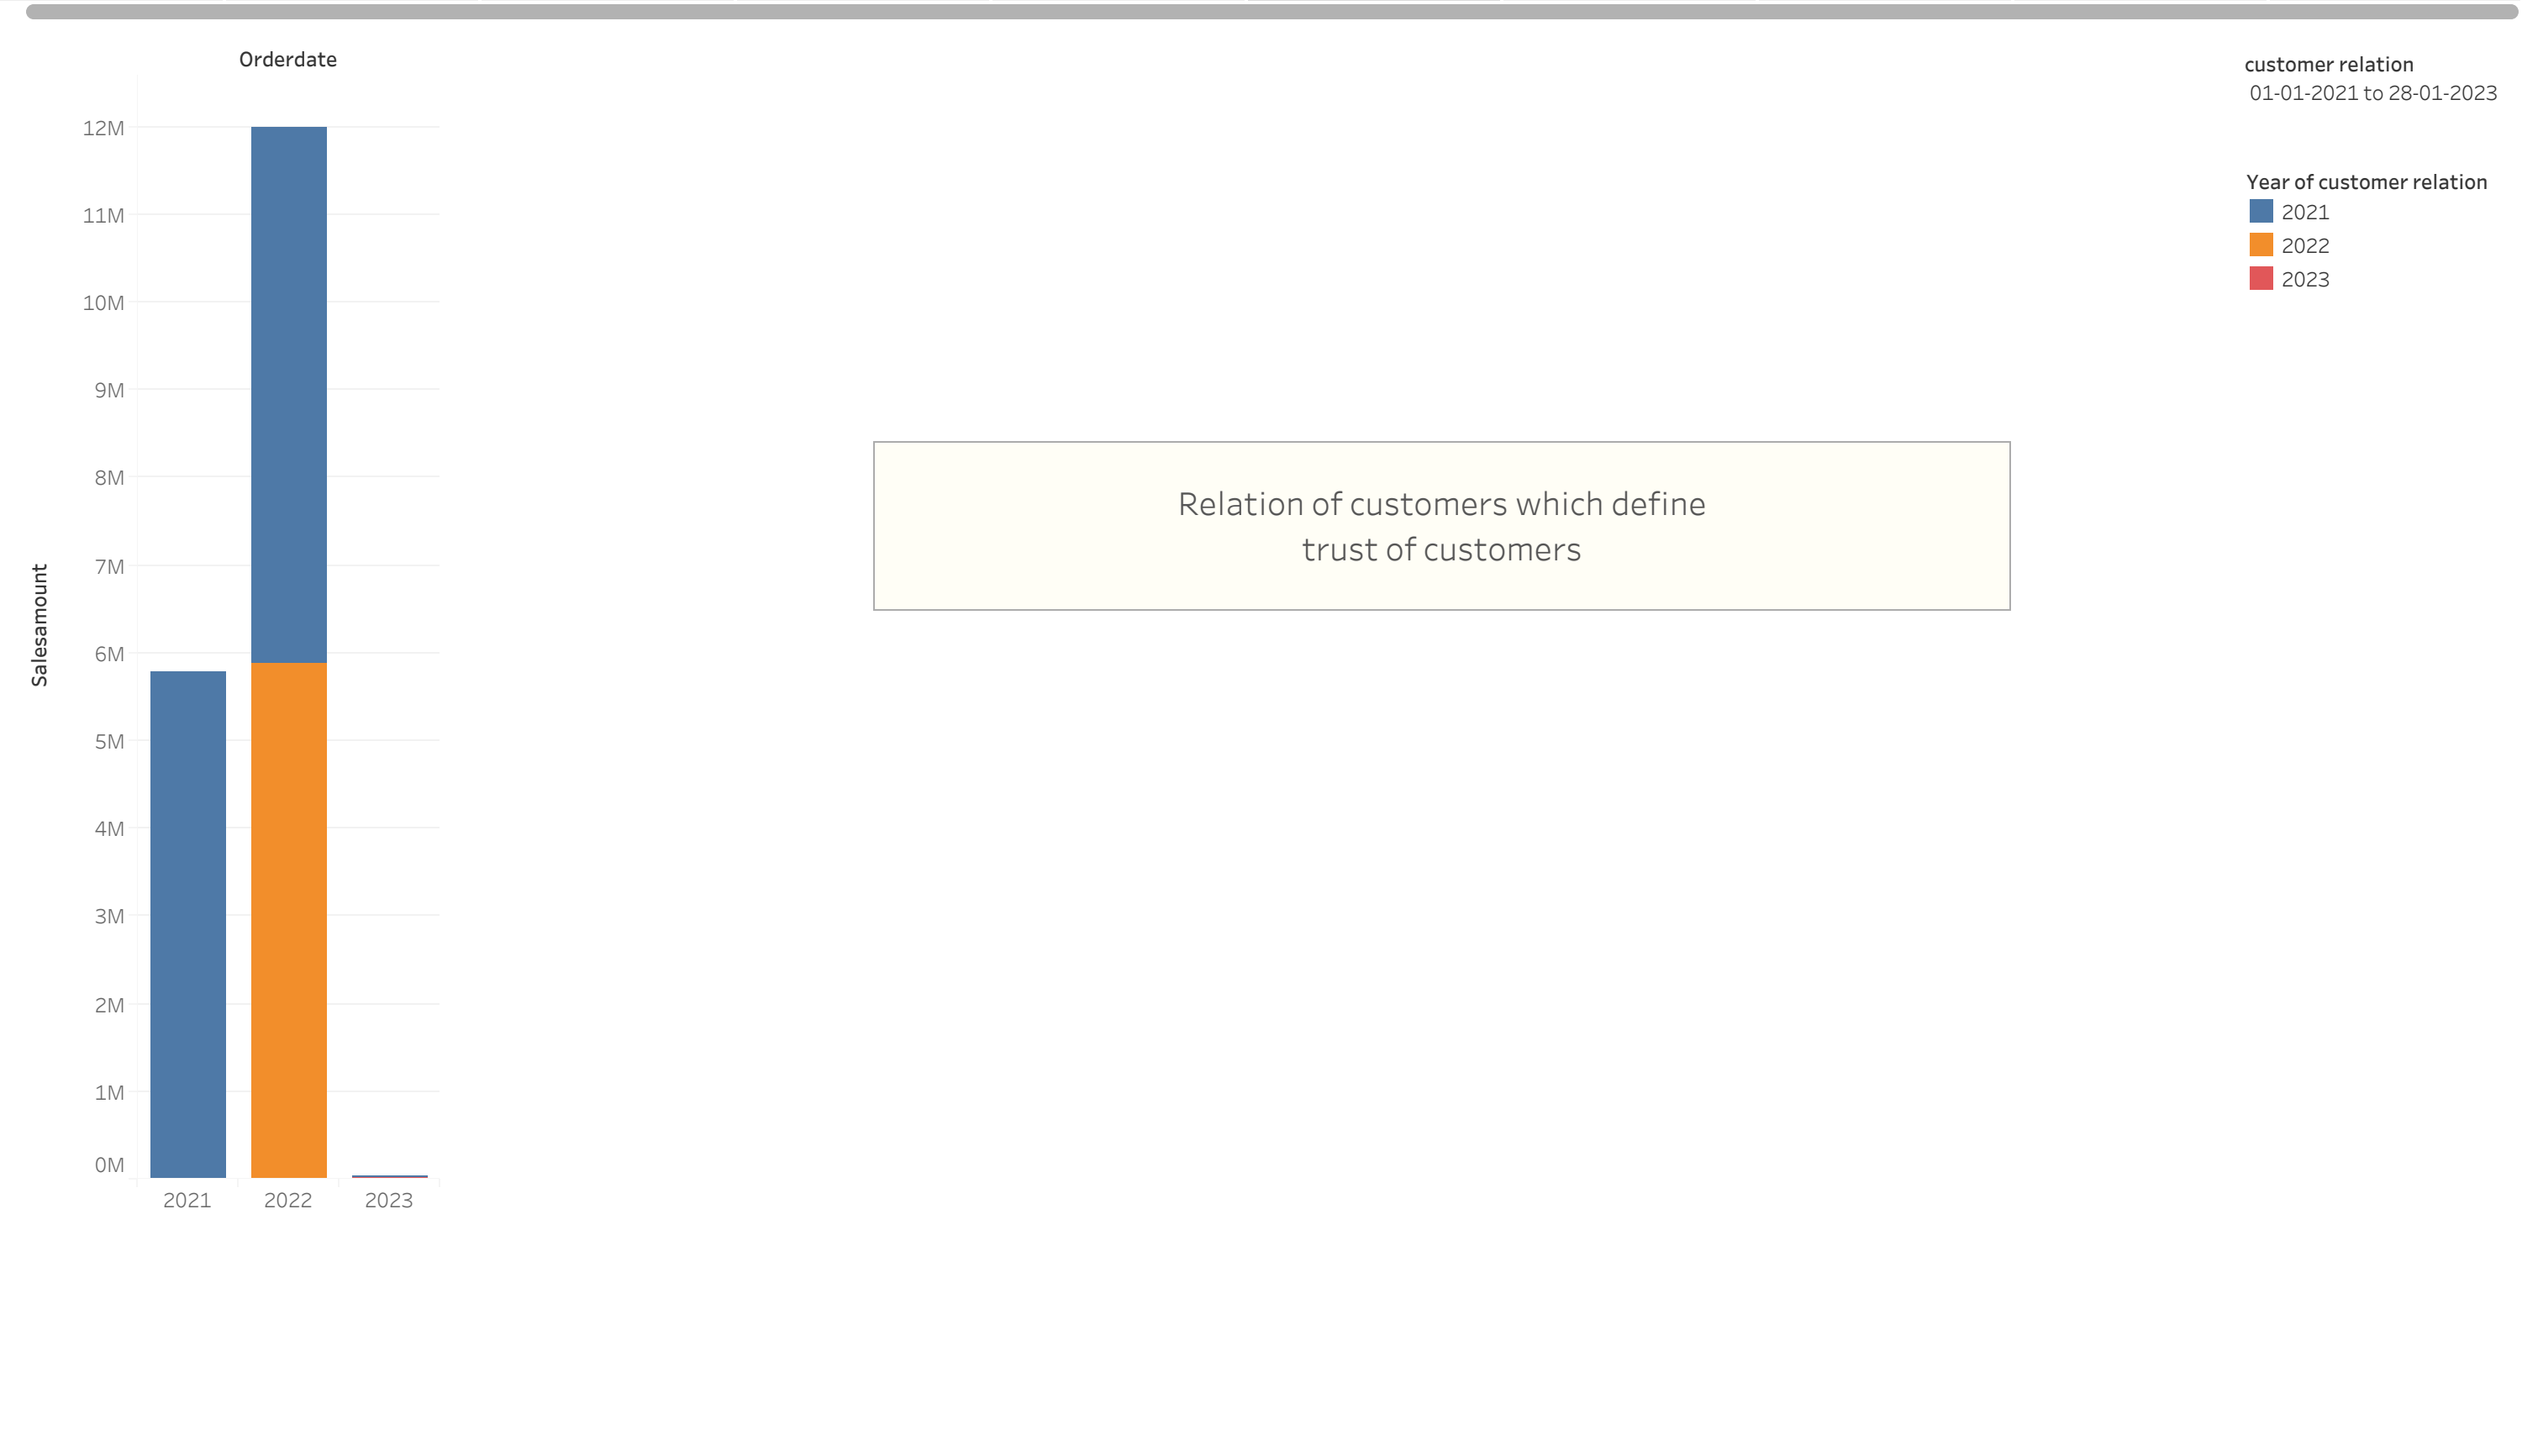 Orderdate
12M
11M
10M
9M
8M
7M
6M
5M
4M
3M
2M
1M
0M
Salesamount
2021
2022
2023
Relation of customers which define
trust of customers
customer relation
01-01-2021 to 28-01-2023
Year of customer relation
2021
2022
2023